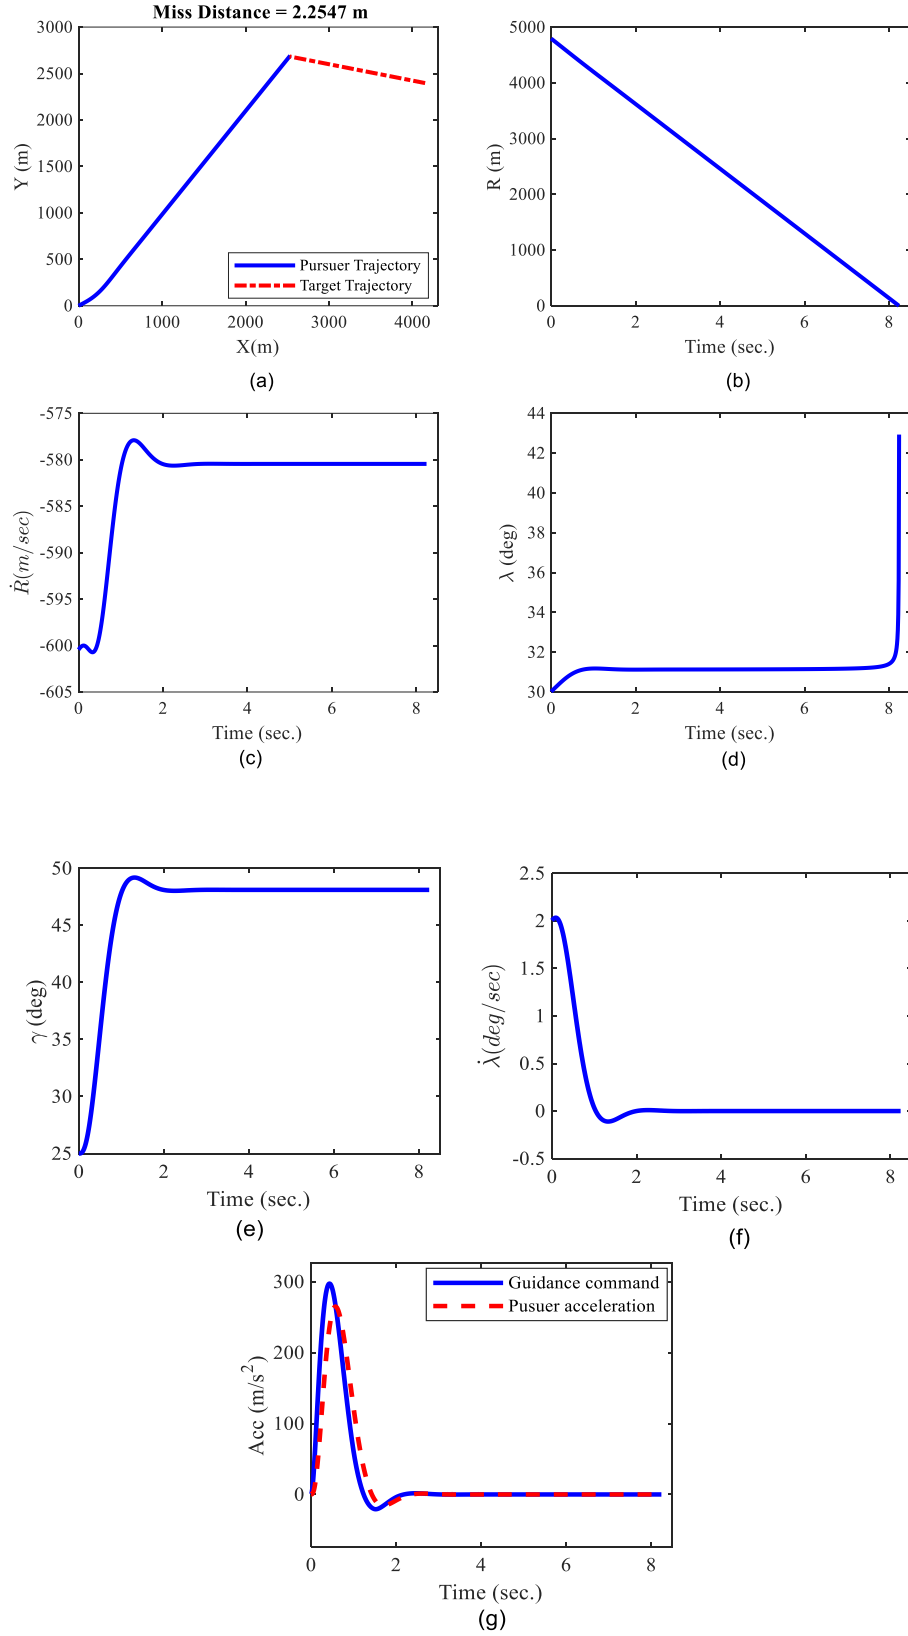 Miss Distance = 2.2547 m
3000
2500
2000
1500
1000
500
0
Y (m)
0 1000 2000 3000 4000
X(m)
Pursuer Trajectory
Target Trajectory
(a)
5000
4000
3000
2000
1000
0
R (m)
0 2 4 6 8
Time (sec.)
(b)
-575
-580
-585
-590
-595
-600
-605
Ṙ(m/sec)
0 2 4 6 8
Time (sec.)
(c)
44
42
40
38
36
34
32
30
λ (deg)
0 2 4 6 8
Time (sec.)
(d)
50
45
40
35
30
25
γ (deg)
0 2 4 6 8
Time (sec.)
(e)
2.5
2
1.5
1
0.5
0
-0.5
λ̇(deg/sec)
0 2 4 6 8
Time (sec.)
(f)
300
200
100
0
Acc (m/s²)
0 2 4 6 8
Time (sec.)
Guidance command
Pusuer acceleration
(g)